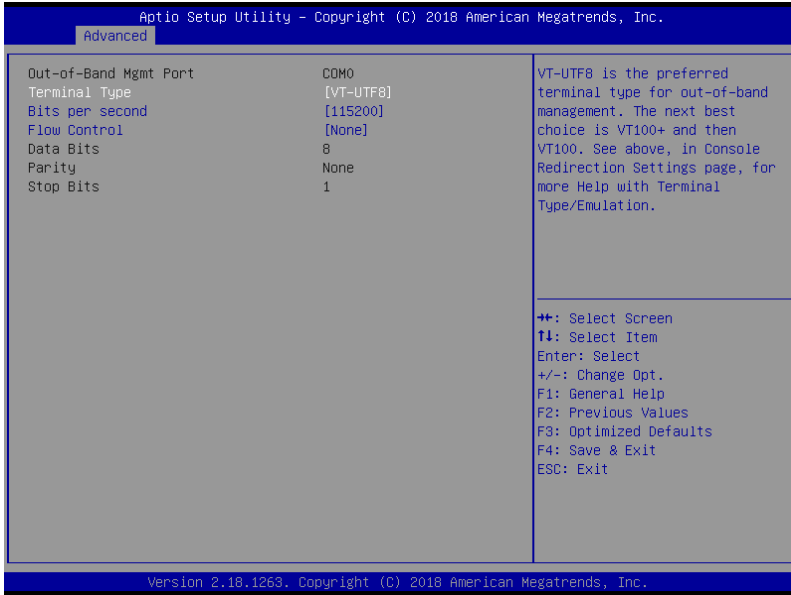 Aptio Setup Utility – Copyright (C) 2018 American Megatrends, Inc.
Advanced
Out-of-Band Mgmt Port COM0
Terminal Type [VT-UTF8]
Bits per second [115200]
Flow Control [None]
Data Bits 8
Parity None
Stop Bits 1
VT-UTF8 is the preferred
terminal type for out-of-band
management. The next best
choice is VT100+ and then
VT100. See above, in Console
Redirection Settings page, for
more Help with Terminal
Type/Emulation.
→←: Select Screen
↑↓: Select Item
Enter: Select
+/-: Change Opt.
F1: General Help
F2: Previous Values
F3: Optimized Defaults
F4: Save & Exit
ESC: Exit
Version 2.18.1263. Copyright (C) 2018 American Megatrends, Inc.